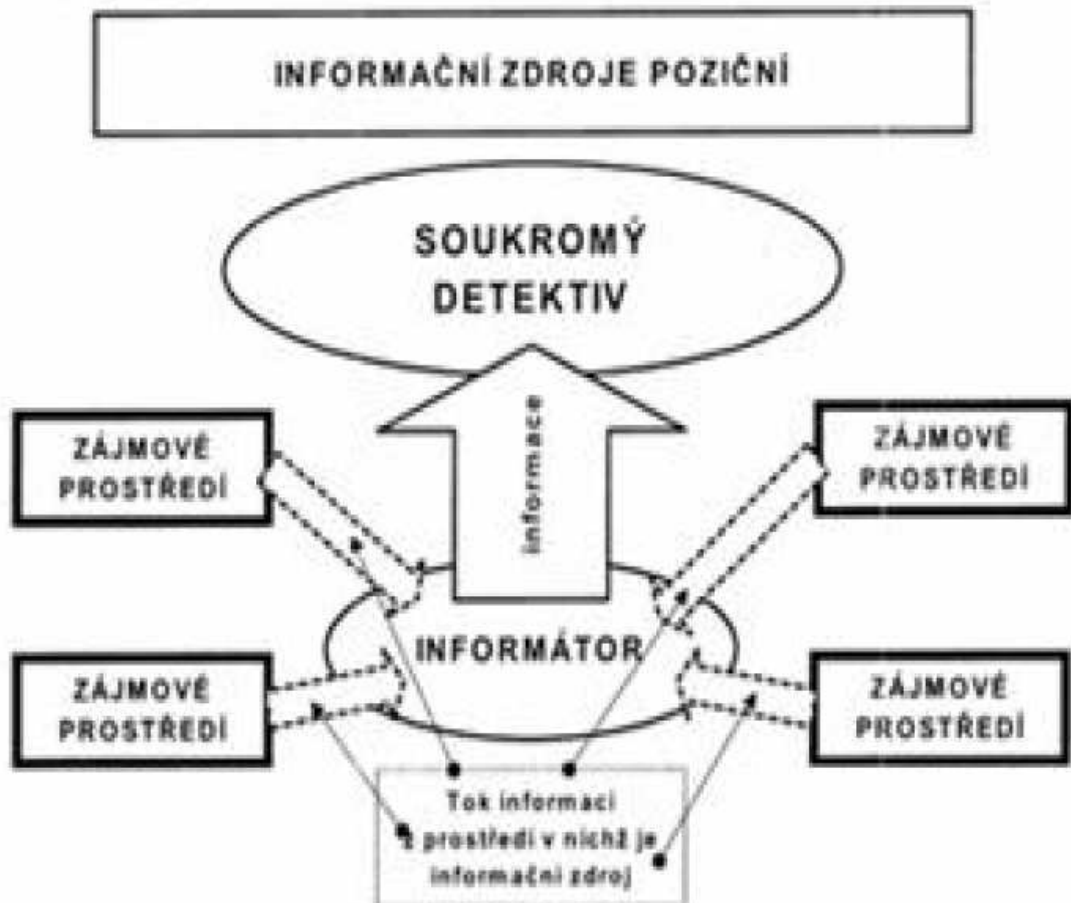 INFORMAČNÍ ZDROJE POZIČNÍ
SOUKROMÝ
DETEKTIV
informace
ZÁJMOVÉ
PROSTŘEDÍ
ZÁJMOVÉ
PROSTŘEDÍ
INFORMÁTOR
ZÁJMOVÉ
PROSTŘEDÍ
ZÁJMOVÉ
PROSTŘEDÍ
Tok informací
z prostředí v nichž je
informační zdroj